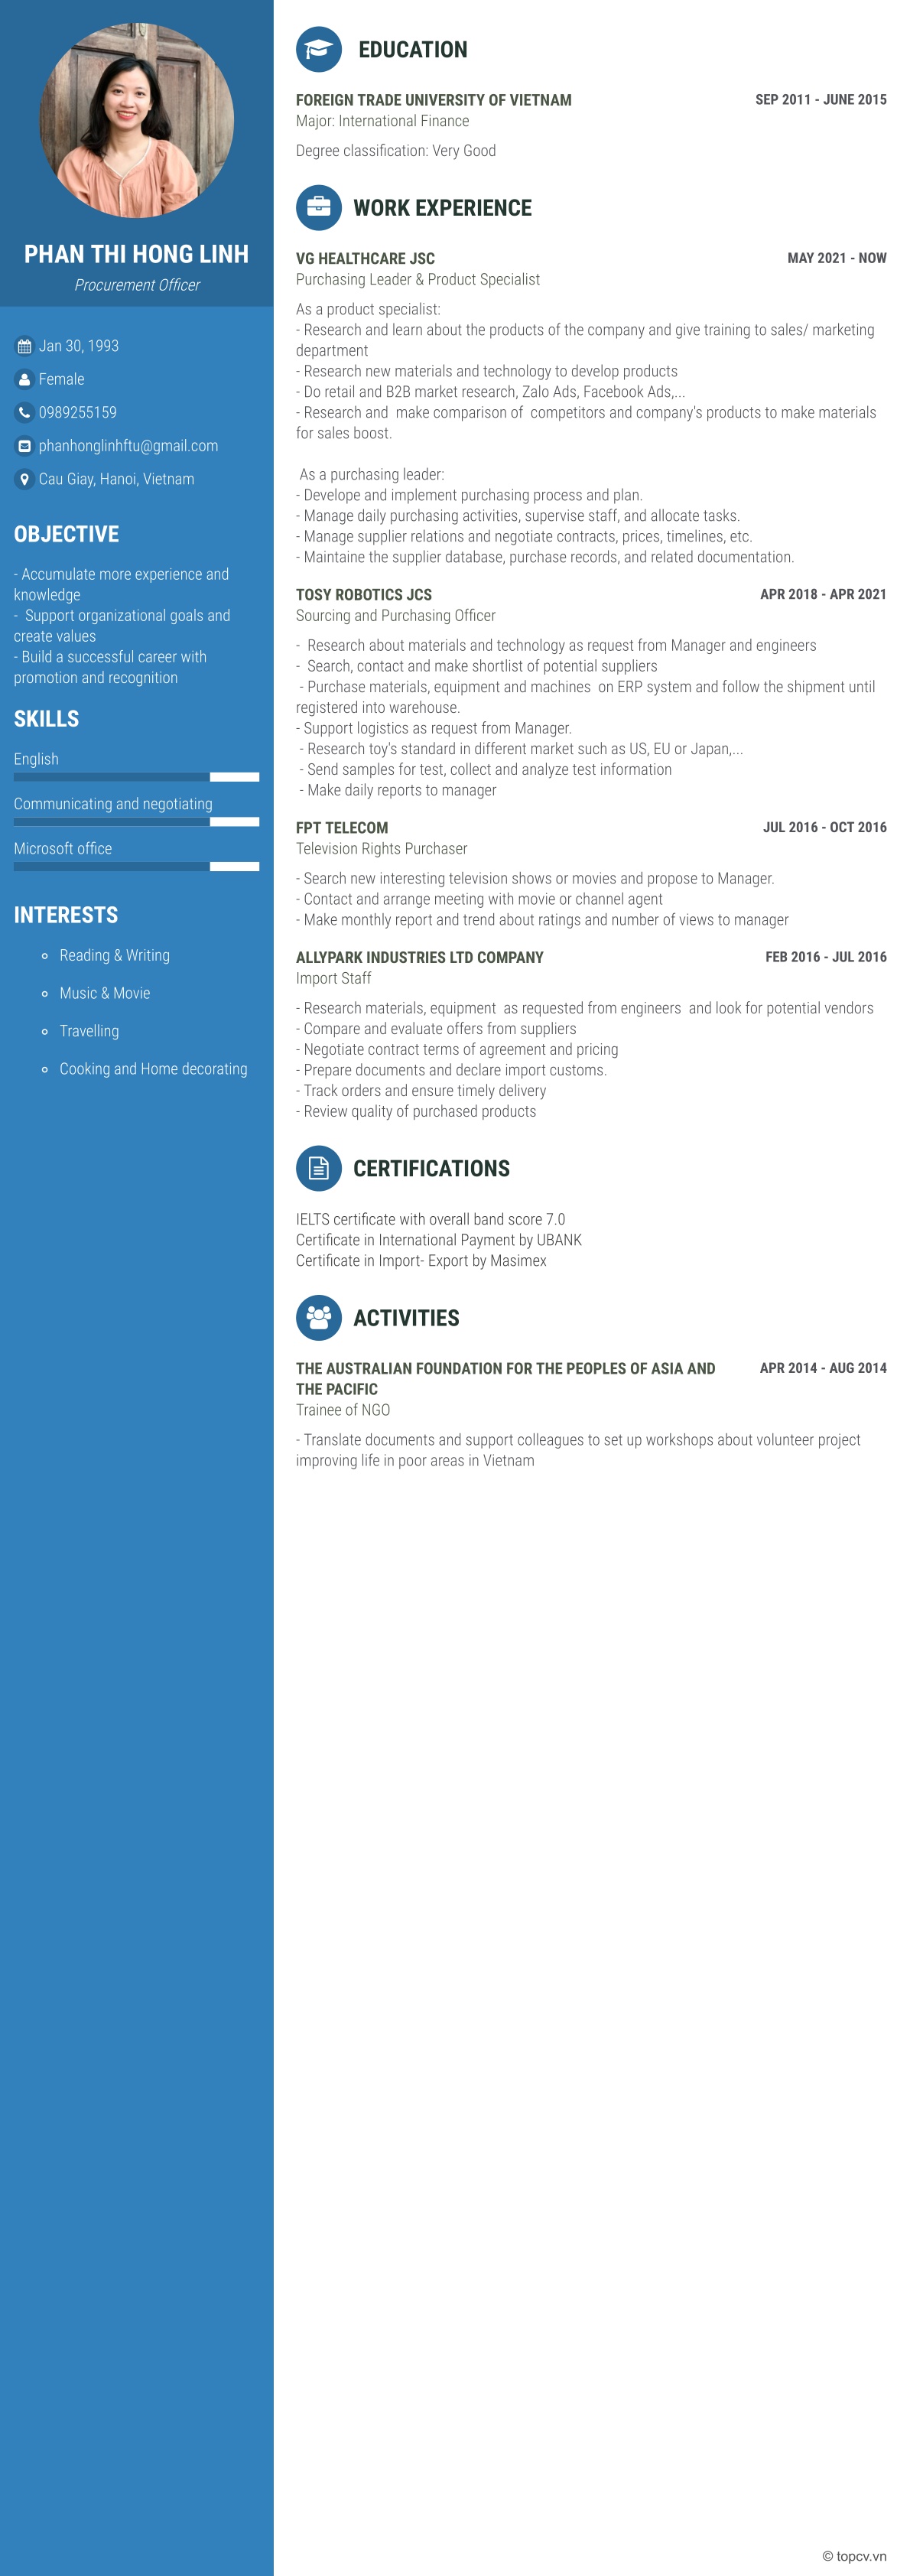 PHAN THI HONG LINH
Procurement Officer
Jan 30, 1993
Female
0989255159
phanhonglinhftu@gmail.com
Cau Giay, Hanoi, Vietnam
OBJECTIVE
- Accumulate more experience and
knowledge
-  Support organizational goals and
create values
- Build a successful career with
promotion and recognition
SKILLS
English
Communicating and negotiating
Microsoft office
INTERESTS
Reading & Writing
Music & Movie
Travelling
Cooking and Home decorating
EDUCATION
FOREIGN TRADE UNIVERSITY OF VIETNAM SEP 2011 - JUNE 2015
Major: International Finance
Degree classification: Very Good
WORK EXPERIENCE
VG HEALTHCARE JSC MAY 2021 - NOW
Purchasing Leader & Product Specialist
As a product specialist:
- Research and learn about the products of the company and give training to sales/ marketing
department
- Research new materials and technology to develop products
- Do retail and B2B market research, Zalo Ads, Facebook Ads,...
- Research and  make comparison of  competitors and company's products to make materials
for sales boost.
As a purchasing leader:
- Develope and implement purchasing process and plan.
- Manage daily purchasing activities, supervise staff, and allocate tasks.
- Manage supplier relations and negotiate contracts, prices, timelines, etc.
- Maintaine the supplier database, purchase records, and related documentation.
TOSY ROBOTICS JCS APR 2018 - APR 2021
Sourcing and Purchasing Officer
-  Research about materials and technology as request from Manager and engineers
-  Search, contact and make shortlist of potential suppliers
- Purchase materials, equipment and machines  on ERP system and follow the shipment until
registered into warehouse.
- Support logistics as request from Manager.
- Research toy's standard in different market such as US, EU or Japan,...
- Send samples for test, collect and analyze test information
- Make daily reports to manager
FPT TELECOM JUL 2016 - OCT 2016
Television Rights Purchaser
- Search new interesting television shows or movies and propose to Manager.
- Contact and arrange meeting with movie or channel agent
- Make monthly report and trend about ratings and number of views to manager
ALLYPARK INDUSTRIES LTD COMPANY FEB 2016 - JUL 2016
Import Staff
- Research materials, equipment  as requested from engineers  and look for potential vendors
- Compare and evaluate offers from suppliers
- Negotiate contract terms of agreement and pricing
- Prepare documents and declare import customs.
- Track orders and ensure timely delivery
- Review quality of purchased products
CERTIFICATIONS
IELTS certificate with overall band score 7.0
Certificate in International Payment by UBANK
Certificate in Import- Export by Masimex
ACTIVITIES
THE AUSTRALIAN FOUNDATION FOR THE PEOPLES OF ASIA AND APR 2014 - AUG 2014
THE PACIFIC
Trainee of NGO
- Translate documents and support colleagues to set up workshops about volunteer project
improving life in poor areas in Vietnam
© topcv.vn